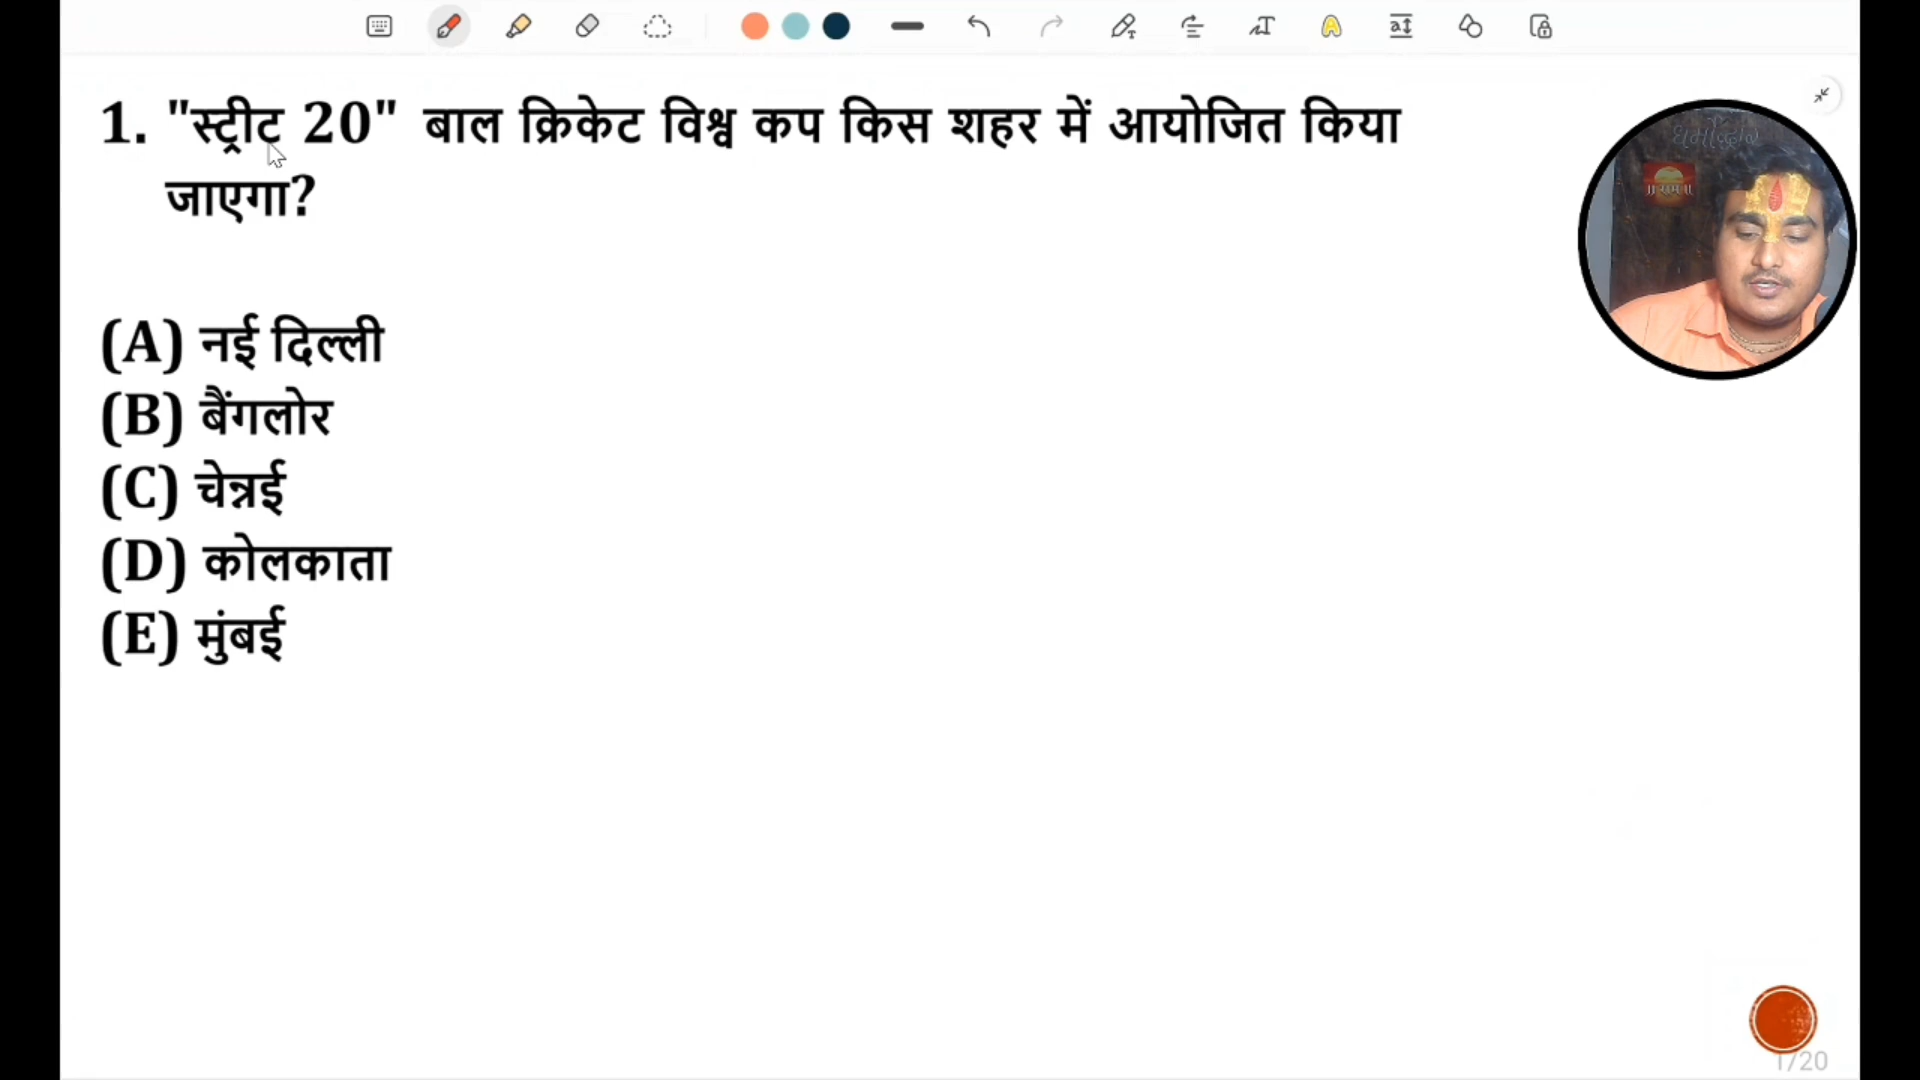 1. "स्ट्रीट 20" बाल क्रिकेट विश्व कप किस शहर में आयोजित किया
जाएगा?
(A) नई दिल्ली
(B) बैंगलोर
(C) चेन्नई
(D) कोलकाता
(E) मुंबई
1/20